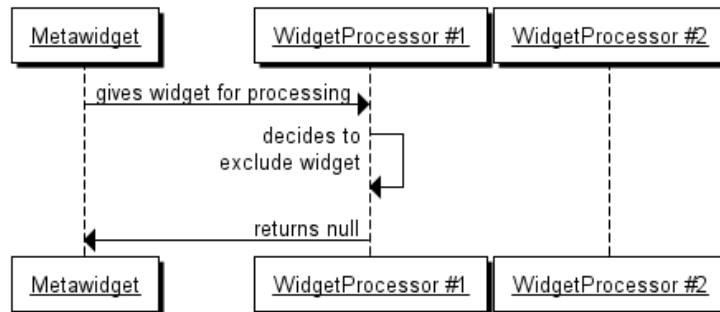 Metawidget
WidgetProcessor #1
WidgetProcessor #2
gives widget for processing
decides to
exclude widget
returns null
Metawidget
WidgetProcessor #1
WidgetProcessor #2